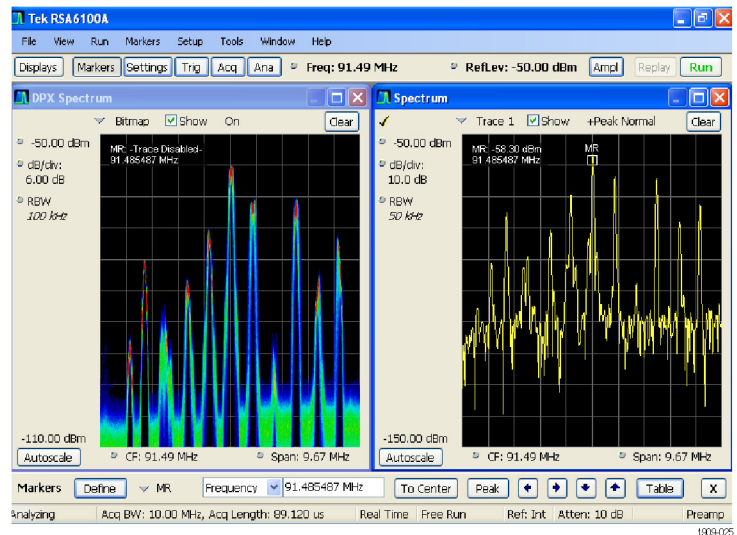 Tek RSA6100A
File View Run Markers Setup Tools Window Help
Displays Markers Settings Trig Acq Ana Freq: 91.49 MHz RefLev: -50.00 dBm Ampl Replay Run
DPX Spectrum
Bitmap Show On Clear
-50.00 dBm
dB/div:
6.00 dB
RBW
100 kHz
MR: -Trace Disabled-
91.485487 MHz
-110.00 dBm
Autoscale CF: 91.49 MHz Span: 9.67 MHz
Spectrum
Trace 1 Show +Peak Normal Clear
-50.00 dBm
dB/div:
10.0 dB
RBW
50 kHz
MR: -58.30 dBm
91.485487 MHz
MR
-150.00 dBm
Autoscale CF: 91.49 MHz Span: 9.67 MHz
Markers Define MR Frequency 91.485487 MHz To Center Peak Table X
Analyzing Acq BW: 10.00 MHz, Acq Length: 89.120 us Real Time Free Run Ref: Int Atten: 10 dB Preamp
1909-025